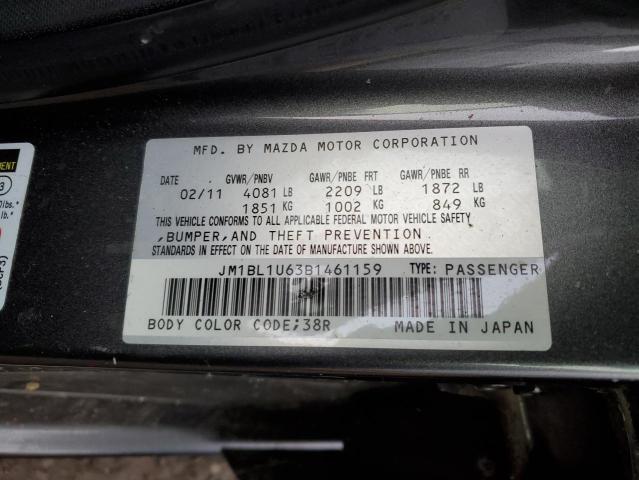 MFD. BY MAZDA MOTOR CORPORATION
DATE GVWR/PNBV GAWR/PNBE FRT GAWR/PNBE RR
02/11 4081 LB 2209 LB 1872 LB
1851 KG 1002 KG 849 KG
THIS VEHICLE CONFORMS TO ALL APPLICABLE FEDERAL MOTOR VEHICLE SAFETY
,BUMPER,AND THEFT PREVENTION
STANDARDS IN EFFECT ON THE DATE OF MANUFACTURE SHOWN ABOVE.
JM1BL1U63B1461159 TYPE: PASSENGER
BODY COLOR CODE;38R MADE IN JAPAN
3
lbs.
lb.